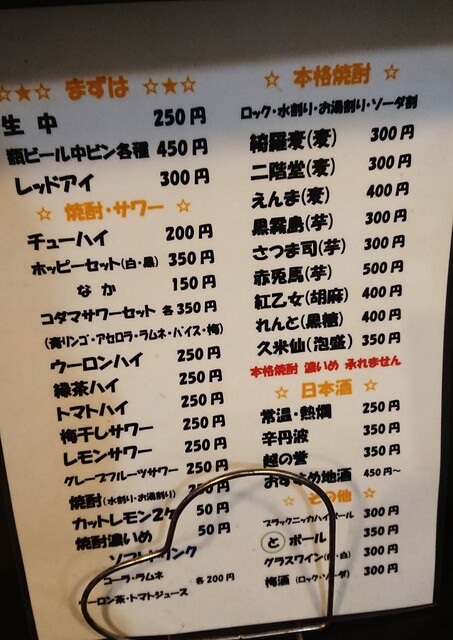 ☆★☆ まずは ☆★☆
生 中 250円
瓶ビール中ビン各種 450円
レッドアイ 300円
☆ 焼酎・サワー ☆
チューハイ 200円
ホッピーセット(白・黒) 350円
なか 150円
コダマサワーセット 各350円
(青リンゴ・アセロラ・ラムネ・バイス・梅)
ウーロンハイ 250円
緑茶ハイ 250円
トマトハイ 250円
梅干しサワー 250円
レモンサワー 250円
グレープフルーツサワー 250円
焼酎(水割り・お湯割り) 250円
カットレモン2ケ 50円
焼酎濃いめ 50円
ソフトドリンク
コーラ・ラムネ 各200円
ウーロン茶・トマトジュース
☆ 本格焼酎 ☆
ロック・水割り・お湯割り・ソーダ割
綺羅麦(麦) 300円
二階堂(麦) 300円
えんま(麦) 400円
黒霧島(芋) 300円
さつま司(芋) 300円
赤兎馬(芋) 500円
紅乙女(胡麻) 400円
れんと(黒糖) 400円
久米仙(泡盛) 350円
本格焼酎 濃いめ 承れません
☆ 日本酒 ☆
常温・熱燗 250円
辛丹波 350円
越の誉 350円
おすすめ地酒 450円~
☆ その他 ☆
ブラックニッカハイボール 300円
と ボール 350円
グラスワイン(赤・白) 300円
梅酒 (ロック・ソーダ) 300円